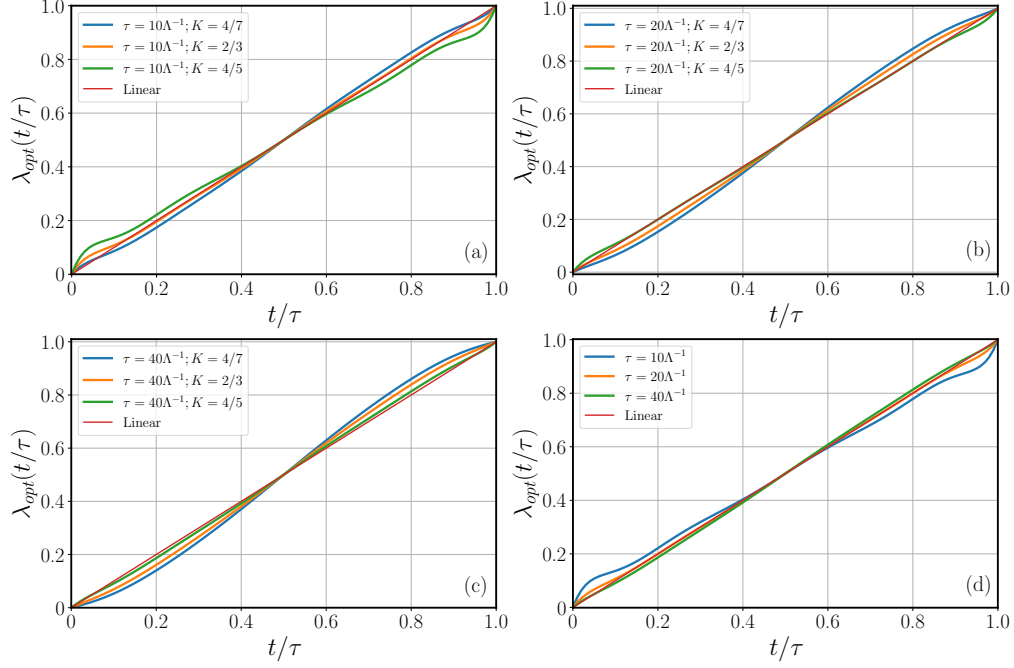 λ_opt(t/τ)
1.0
0.8
0.6
0.4
0.2
0
τ = 10Λ⁻¹; K = 4/7
τ = 10Λ⁻¹; K = 2/3
τ = 10Λ⁻¹; K = 4/5
Linear
(a)
0 0.2 0.4 0.6 0.8 1.0
t/τ
λ_opt(t/τ)
1.0
0.8
0.6
0.4
0.2
0
τ = 20Λ⁻¹; K = 4/7
τ = 20Λ⁻¹; K = 2/3
τ = 20Λ⁻¹; K = 4/5
Linear
(b)
0 0.2 0.4 0.6 0.8 1.0
t/τ
λ_opt(t/τ)
1.0
0.8
0.6
0.4
0.2
0
τ = 40Λ⁻¹; K = 4/7
τ = 40Λ⁻¹; K = 2/3
τ = 40Λ⁻¹; K = 4/5
Linear
(c)
0 0.2 0.4 0.6 0.8 1.0
t/τ
λ_opt(t/τ)
1.0
0.8
0.6
0.4
0.2
0
τ = 10Λ⁻¹
τ = 20Λ⁻¹
τ = 40Λ⁻¹
Linear
(d)
0 0.2 0.4 0.6 0.8 1.0
t/τ